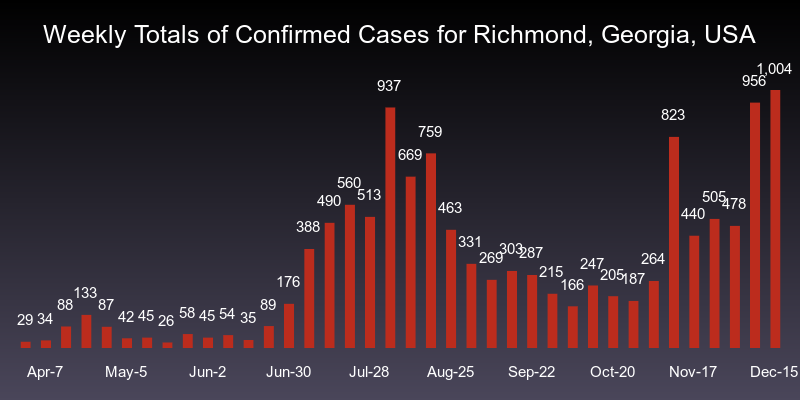 Weekly Totals of Confirmed Cases for Richmond, Georgia, USA
29 34 88 133 87 42 45 26 58 45 54 35 89 176 388 490 560 513 937 669 759 463 331 269 303 287 215 166 247 205 187 264 823 440 505 478 956 1,004
Apr-7 May-5 Jun-2 Jun-30 Jul-28 Aug-25 Sep-22 Oct-20 Nov-17 Dec-15